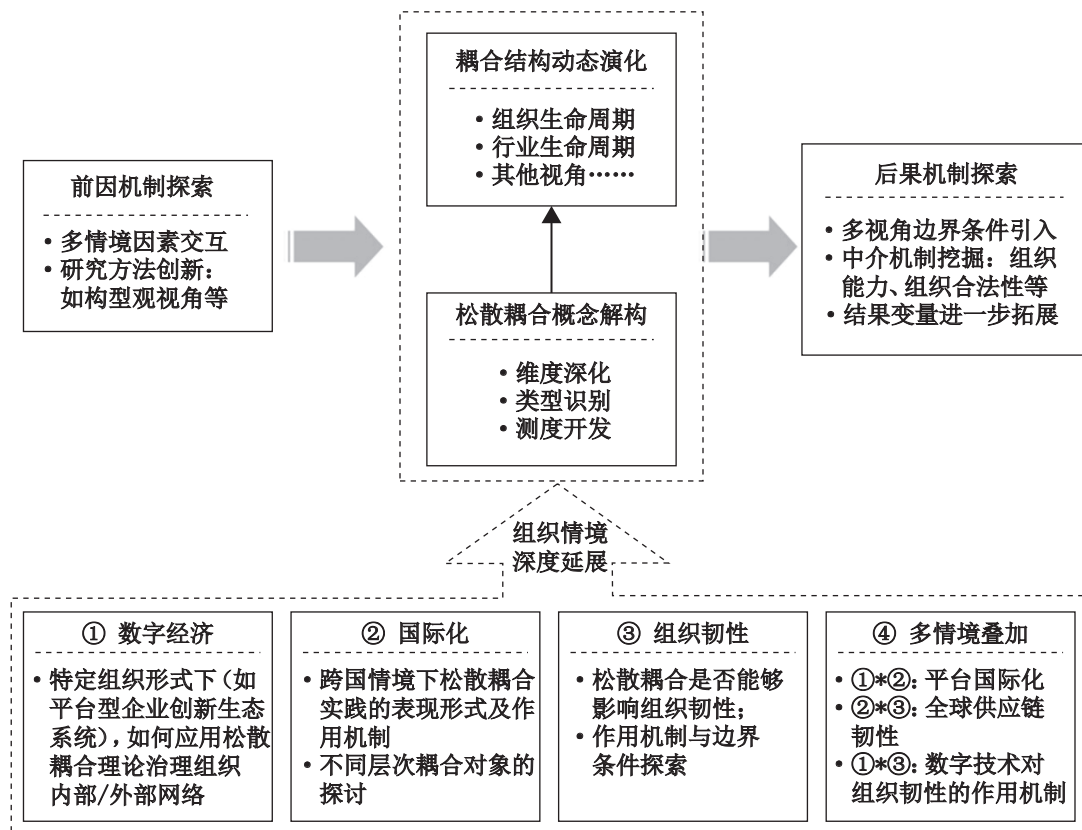 耦合结构动态演化
• 组织生命周期
• 行业生命周期
• 其他视角……
前因机制探索
• 多情境因素交互
• 研究方法创新：
如构型观视角等
松散耦合概念解构
• 维度深化
• 类型识别
• 测度开发
后果机制探索
• 多视角边界条件引入
• 中介机制挖掘：组织
能力、组织合法性等
• 结果变量进一步拓展
组织情境
深度延展
① 数字经济
• 特定组织形式下（如
平台型企业创新生态
系统），如何应用松散
耦合理论治理组织
内部/外部网络
② 国际化
• 跨国情境下松散耦合
实践的表现形式及作
用机制
• 不同层次耦合对象的
探讨
③ 组织韧性
• 松散耦合是否能够
影响组织韧性；
• 作用机制与边界
条件探索
④ 多情境叠加
• ①*②：平台国际化
• ②*③：全球供应链
韧性
• ①*③：数字技术对
组织韧性的作用机制